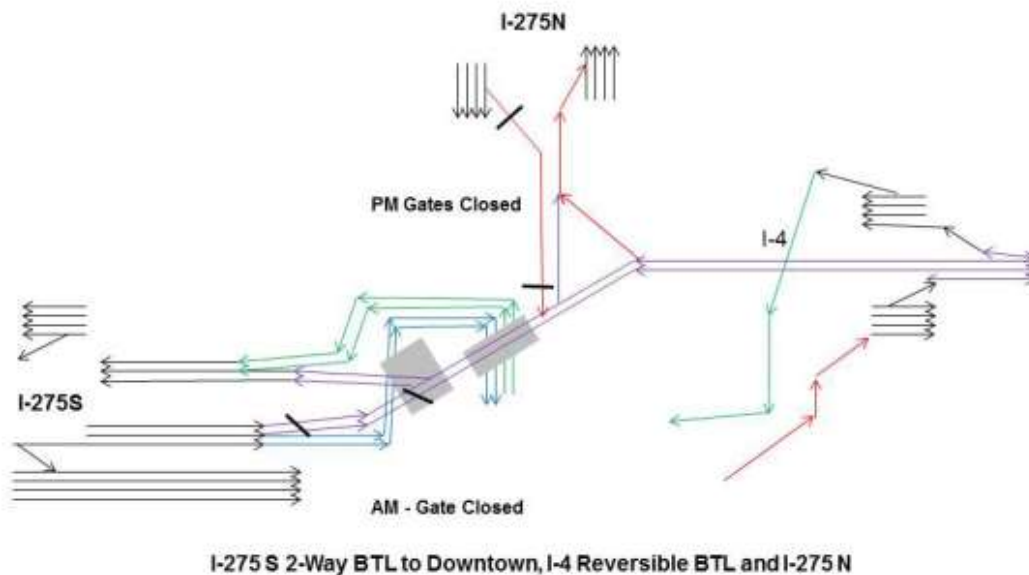 I-275N
PM Gates Closed
I-4
I-275S
AM - Gate Closed
I-275 S 2-Way BTL to Downtown, I-4 Reversible BTL and I-275 N